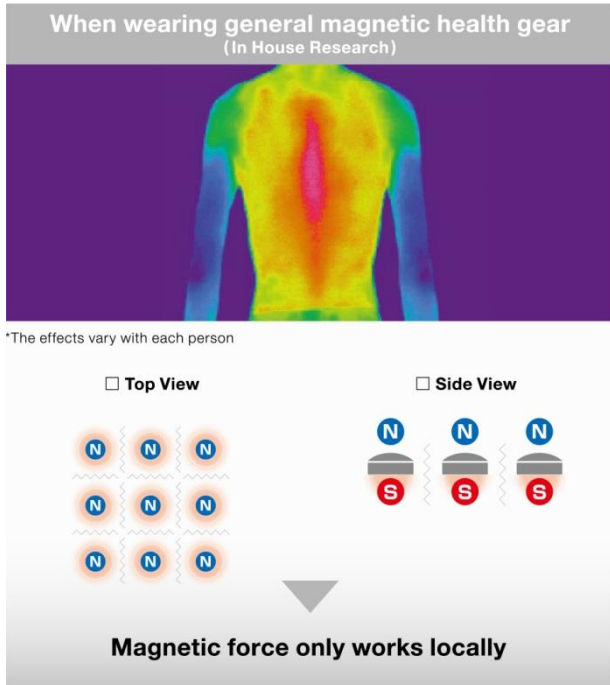 When wearing general magnetic health gear
(In House Research)
*The effects vary with each person
Top View
Side View
N N N
N N N
S S S
N N N
N N N
Magnetic force only works locally